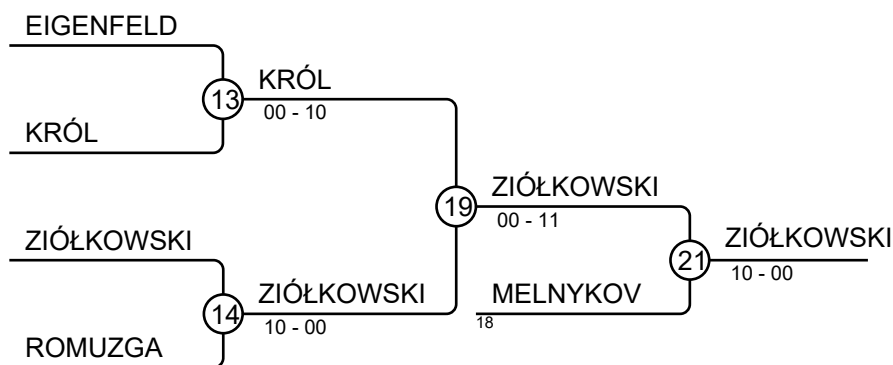 EIGENFELD
13
KRÓL
00 - 10
KRÓL
ZIÓŁKOWSKI
14
ZIÓŁKOWSKI
10 - 00
ROMUZGA
19
ZIÓŁKOWSKI
00 - 11
MELNYKOV
18
21
ZIÓŁKOWSKI
10 - 00